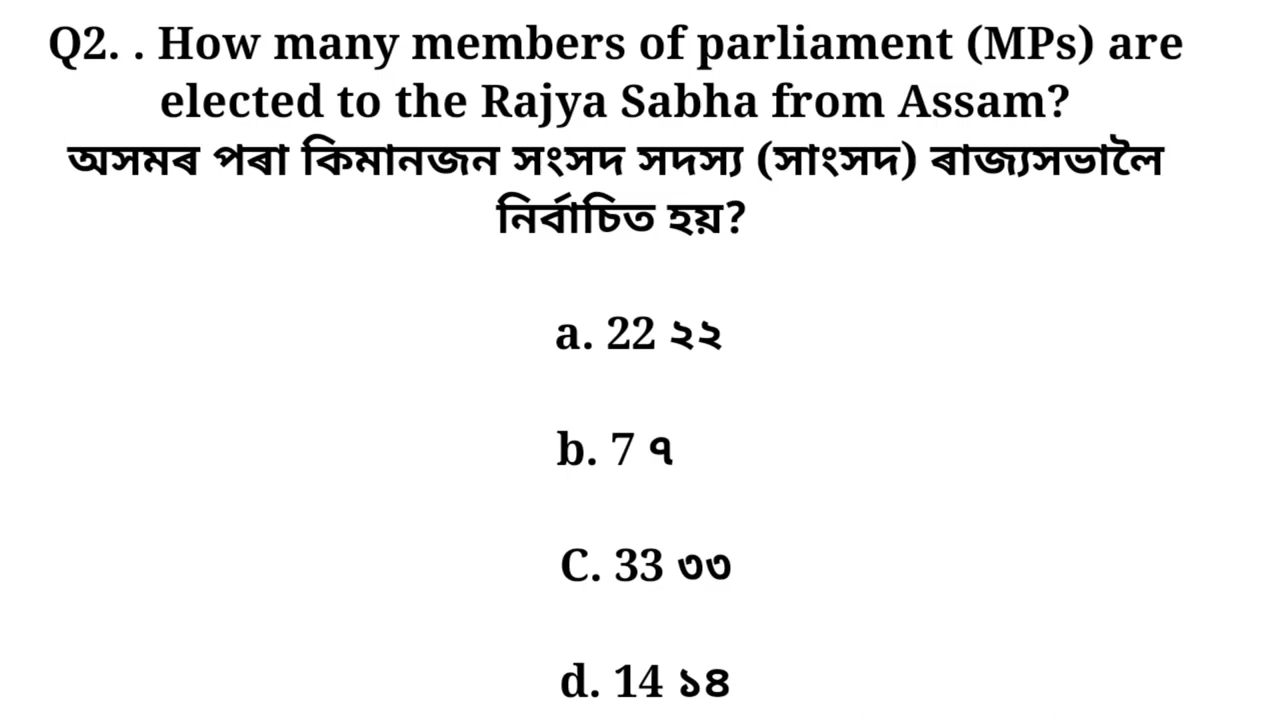 Q2. . How many members of parliament (MPs) are
elected to the Rajya Sabha from Assam?
অসমৰ পৰা কিমানজন সংসদ সদস্য (সাংসদ) ৰাজ্যসভালৈ
নিৰ্বাচিত হয়?
a. 22 ২২
b. 7 ৭
C. 33 ৩৩
d. 14 ১৪